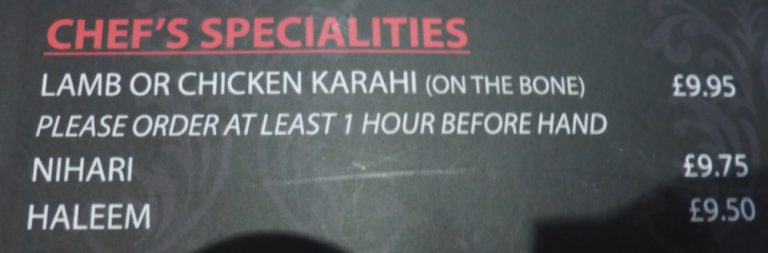 CHEF'S SPECIALITIES
LAMB OR CHICKEN KARAHI (ON THE BONE) £9.95
PLEASE ORDER AT LEAST 1 HOUR BEFORE HAND
NIHARI £9.75
HALEEM £9.50